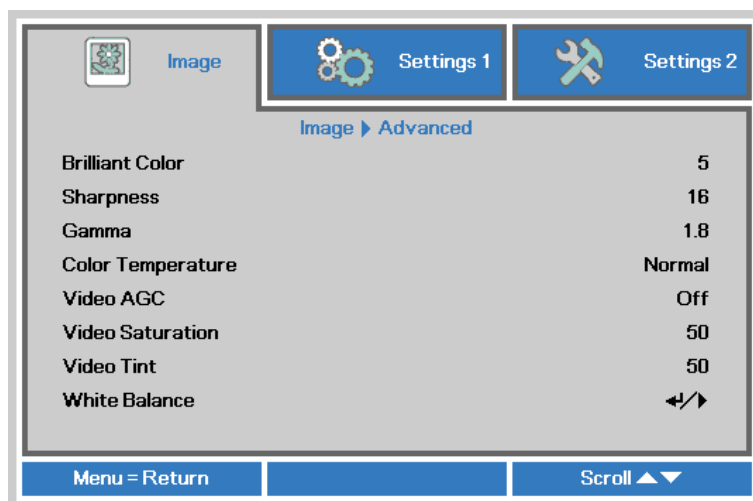 Image
Settings 1
Settings 2
Image ▶ Advanced
Brilliant Color 5
Sharpness 16
Gamma 1.8
Color Temperature Normal
Video AGC Off
Video Saturation 50
Video Tint 50
White Balance ↵/▶
Menu = Return
Scroll ▲▼